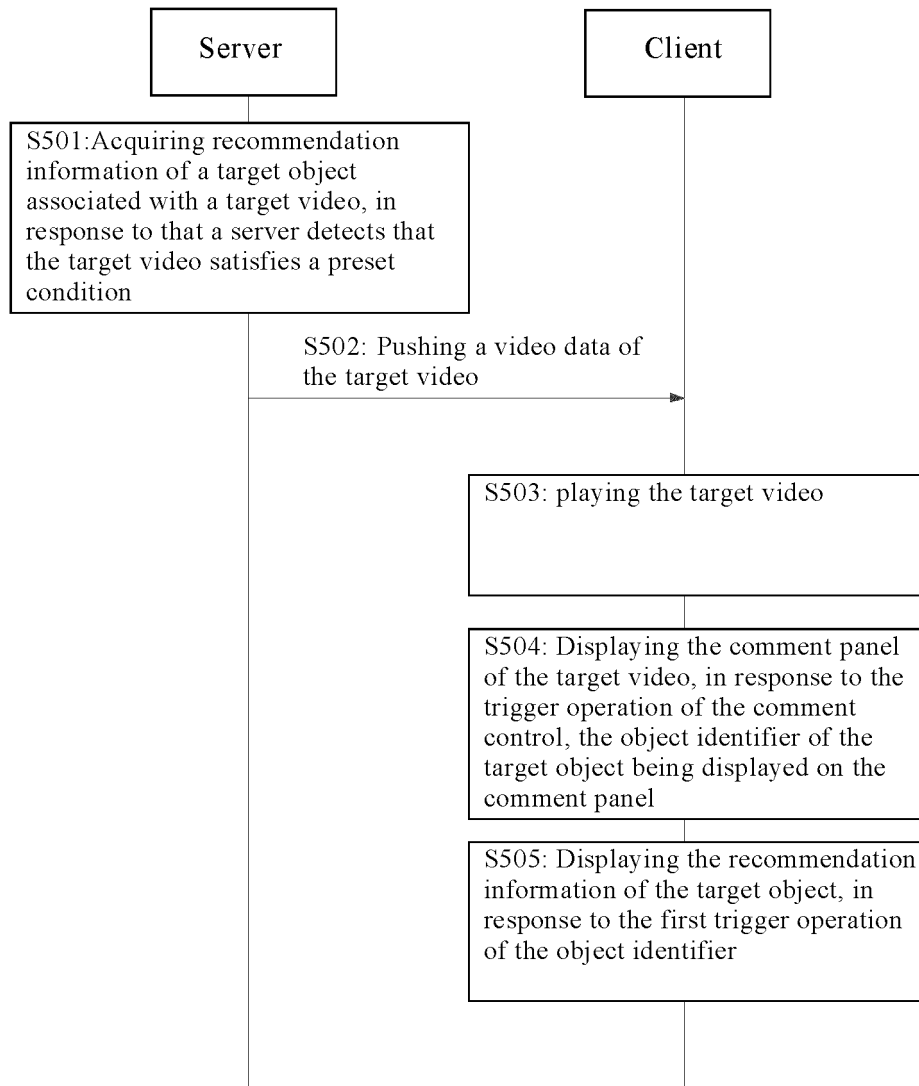 Server
Client
S501:Acquiring recommendation
information of a target object
associated with a target video, in
response to that a server detects that
the target video satisfies a preset
condition
S502: Pushing a video data of
the target video
S503: playing the target video
S504: Displaying the comment panel
of the target video, in response to the
trigger operation of the comment
control, the object identifier of the
target object being displayed on the
comment panel
S505: Displaying the recommendation
information of the target object, in
response to the first trigger operation
of the object identifier